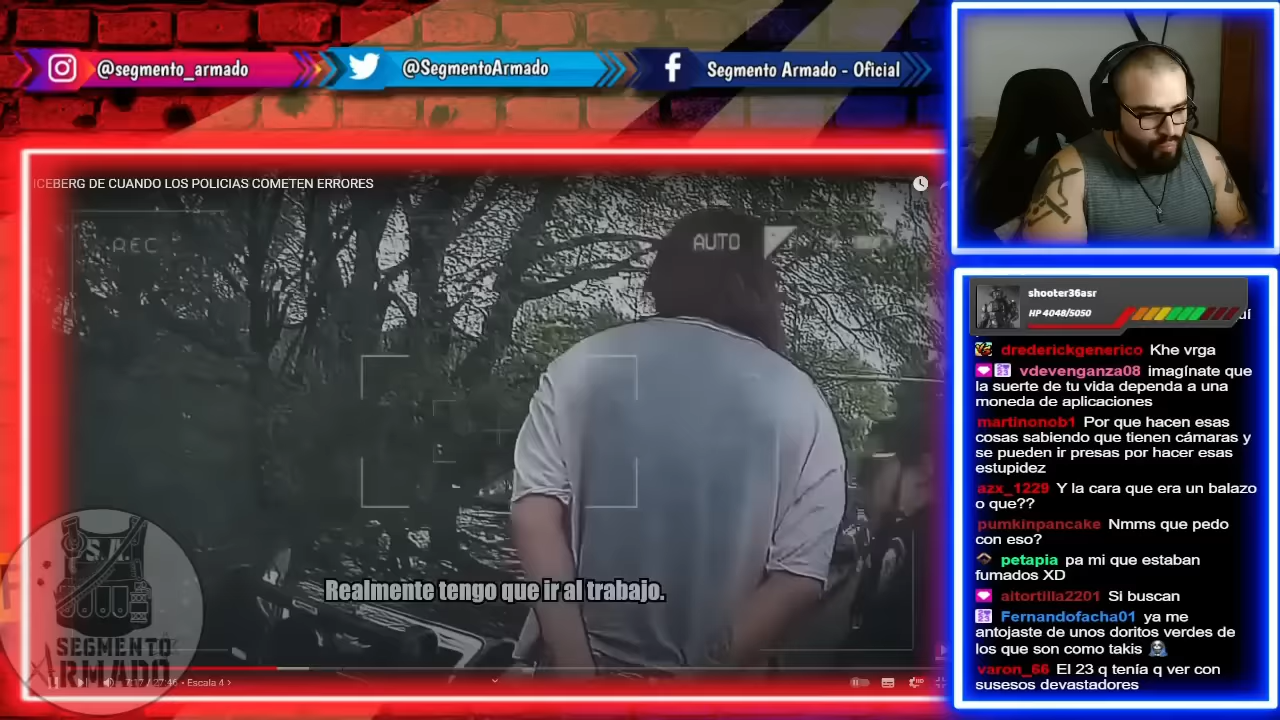 @segmento_armado
@SegmentoArmado
Segmento Armado - Oficial
ICEBERG DE CUANDO LOS POLICIAS COMETEN ERRORES
REC
AUTO
Realmente tengo que ir al trabajo.
S.A.
SEGMENTO
ARMADO
7:17 / 27:46 • Escala 4 >
shooter36asr
HP 4048/5050
drederickgenerico Khe vrga
vdevenganza08 imagínate que
la suerte de tu vida dependa a una
moneda de aplicaciones
martinonob1 Por que hacen esas
cosas sabiendo que tienen cámaras y
se pueden ir presas por hacer esas
estupidez
azx_1229 Y la cara que era un balazo
o que??
pumkinpancake Nmms que pedo
con eso?
petapia pa mi que estaban
fumados XD
altortilla2201 Si buscan
Fernandofacha01 ya me
antojaste de unos doritos verdes de
los que son como takis
varon_66 El 23 q tenía q ver con
susesos devastadores